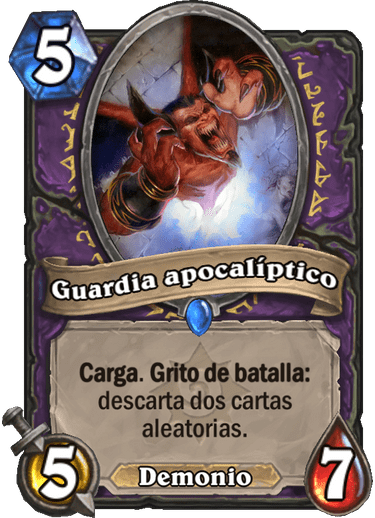 5
Guardia apocalíptico
Carga. Grito de batalla:
descarta dos cartas
aleatorias.
5
Demonio
7